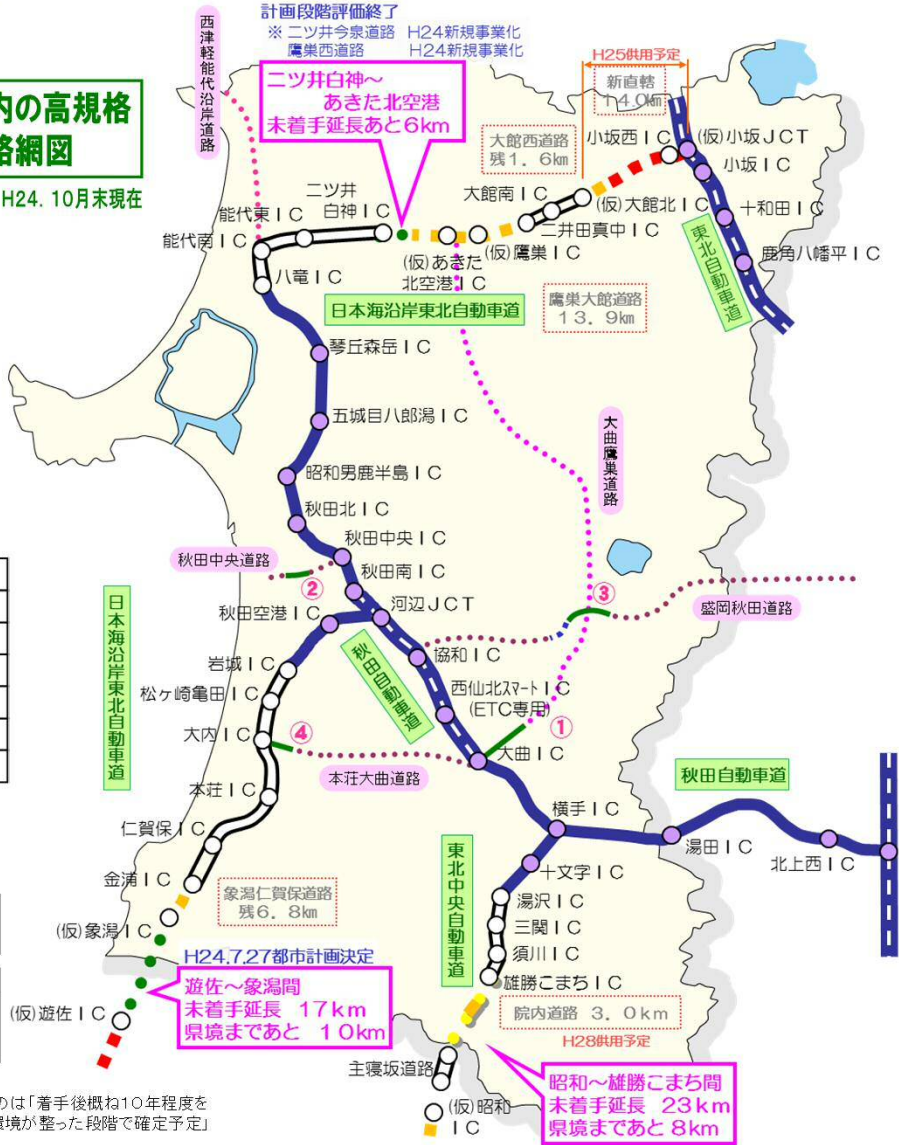 計画段階評価終了
※ 二ツ井今泉道路 H24新規事業化
鷹巣西道路 H24新規事業化
西津軽能代沿岸道路
内の高規格
路網図
H24. 10月末現在
二ツ井白神～
あきた北空港
未着手延長あと6km
H25供用予定
新直轄
14.0km
大館西道路
残1. 6km
小坂西IC
(仮)小坂JCT
小坂IC
十和田IC
鹿角八幡平IC
東北自動車道
大館南IC
(仮)大館北IC
二井田真中IC
(仮)鷹巣IC
(仮)あきた
北空港IC
二ツ井
白神IC
能代東IC
能代南IC
八竜IC
日本海沿岸東北自動車道
鷹巣大館道路
13. 9km
琴丘森岳IC
五城目八郎潟IC
昭和男鹿半島IC
秋田北IC
秋田中央IC
秋田南IC
秋田中央道路
②
大曲鷹巣道路
③
盛岡秋田道路
河辺JCT
秋田空港IC
日本海沿岸東北自動車道
秋田自動車道
協和IC
西仙北スマートIC
(ETC専用)
①
大曲IC
岩城IC
松ヶ崎亀田IC
大内IC
④
本荘大曲道路
本荘IC
仁賀保IC
金浦IC
(仮)象潟IC
象潟仁賀保道路
残6. 8km
横手IC
秋田自動車道
湯田IC
北上西IC
十文字IC
東北中央自動車道
湯沢IC
三関IC
須川IC
雄勝こまちIC
H24.7.27都市計画決定
遊佐～象潟間
未着手延長 17km
県境まであと 10km
(仮)遊佐IC
院内道路 3. 0km
H28供用予定
主寝坂道路
(仮)昭和
IC
昭和～雄勝こまち間
未着手延長 23km
県境まであと 8km
のは「着手後概ね10年程度を
環境が整った段階で確定予定」